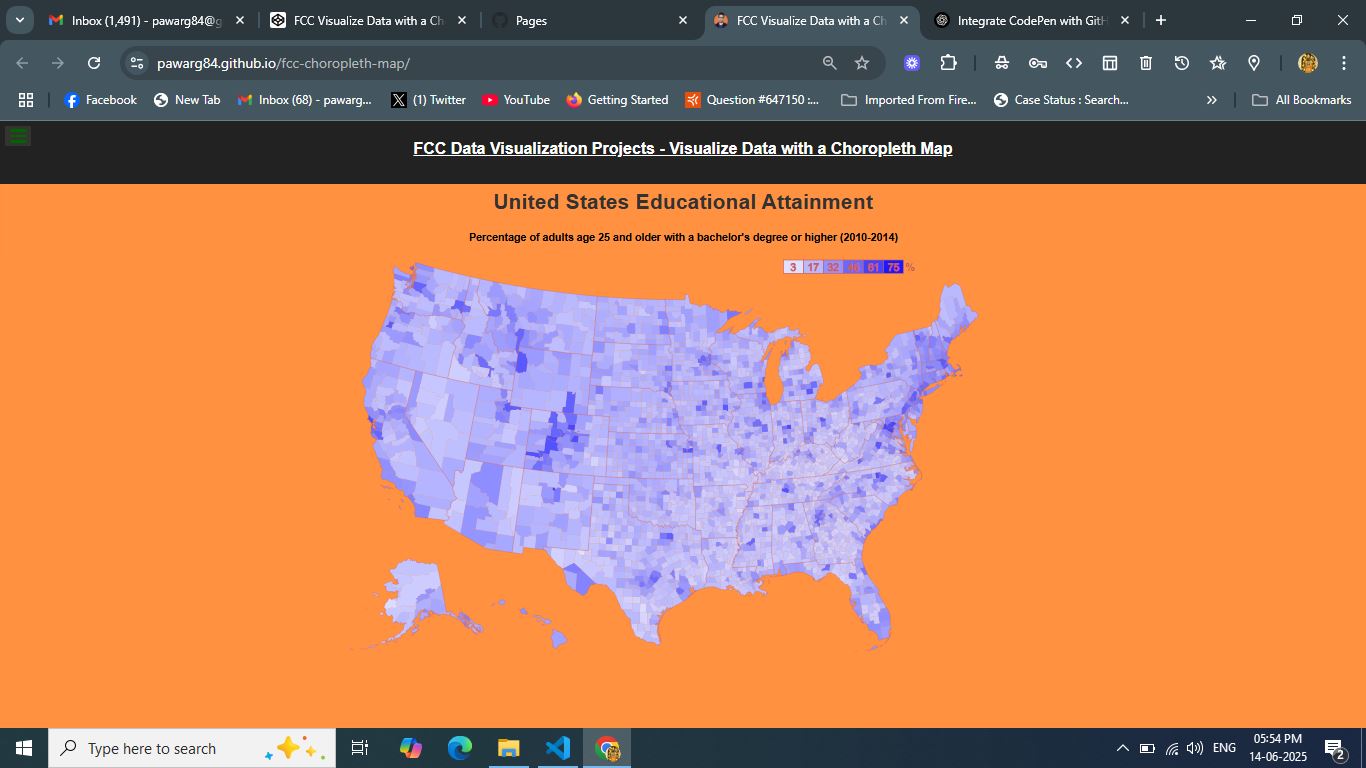 Inbox (1,491) - pawarg84@g
FCC Visualize Data with a Ch
Pages
FCC Visualize Data with a Ch
Integrate CodePen with GitH
pawarg84.github.io/fcc-choropleth-map/
Facebook
New Tab
Inbox (68) - pawarg...
(1) Twitter
YouTube
Getting Started
Question #647150 :...
Imported From Fire...
Case Status : Search...
All Bookmarks
FCC Data Visualization Projects - Visualize Data with a Choropleth Map
United States Educational Attainment
Percentage of adults age 25 and older with a bachelor's degree or higher (2010-2014)
3 17 32 61 75 %
Type here to search
ENG
05:54 PM
14-06-2025
2